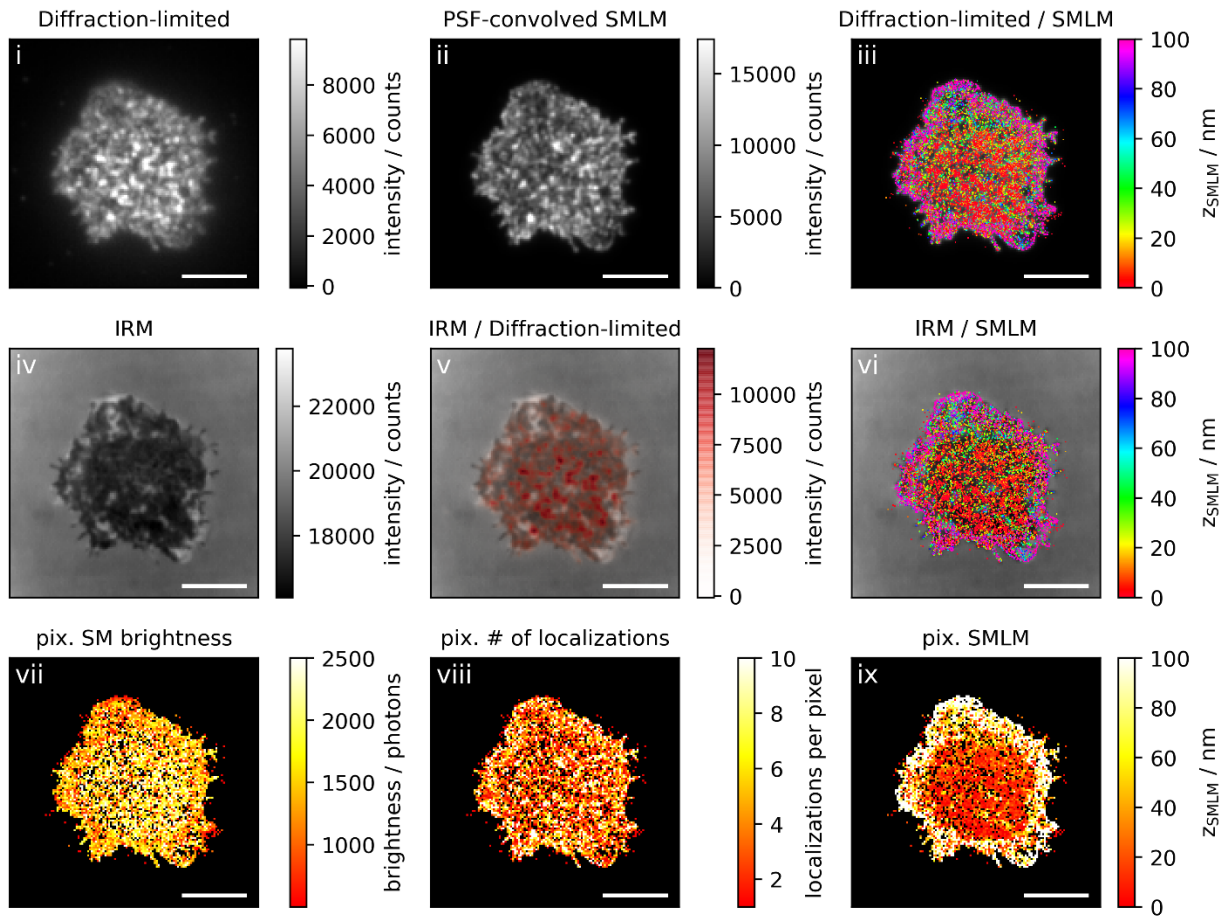 Diffraction-limited
PSF-convolved SMLM
Diffraction-limited / SMLM
i
8000
6000
4000
2000
0
intensity / counts
ii
15000
10000
5000
0
intensity / counts
iii
100
80
60
40
20
0
zSMLM / nm
IRM
IRM / Diffraction-limited
IRM / SMLM
iv
22000
20000
18000
intensity / counts
v
10000
7500
5000
2500
0
intensity / counts
vi
100
80
60
40
20
0
zSMLM / nm
pix. SM brightness
pix. # of localizations
pix. SMLM
vii
2500
2000
1500
1000
brightness / photons
viii
10
8
6
4
2
localizations per pixel
ix
100
80
60
40
20
0
zSMLM / nm